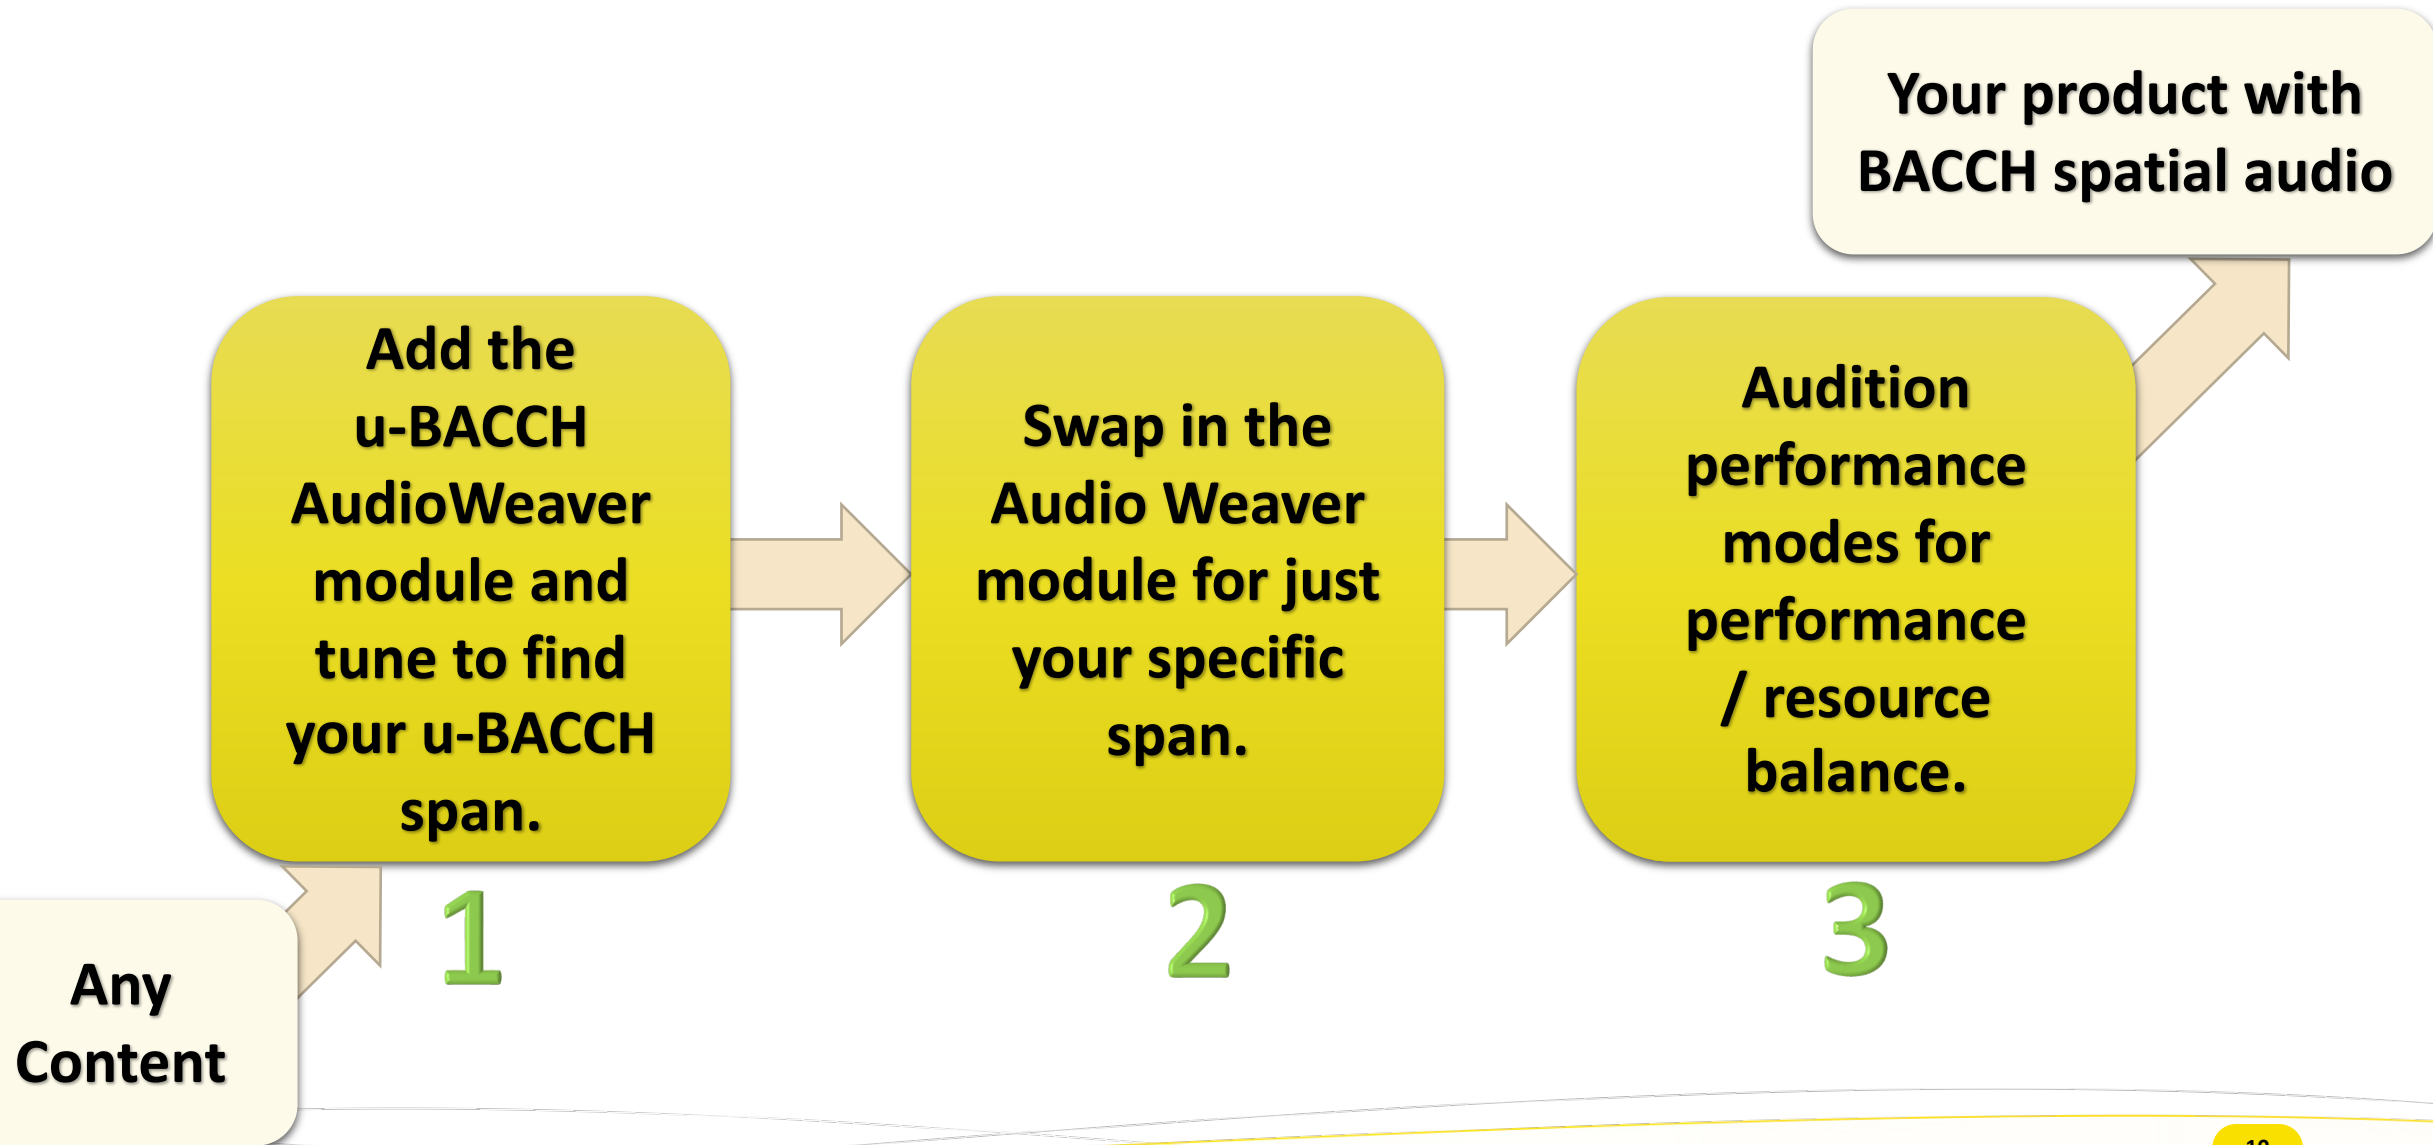 Your product with
BACCH spatial audio
Add the
u-BACCH
AudioWeaver
module and
tune to find
your u-BACCH
span.
Swap in the
Audio Weaver
module for just
your specific
span.
Audition
performance
modes for
performance
/ resource
balance.
1
2
3
Any
Content